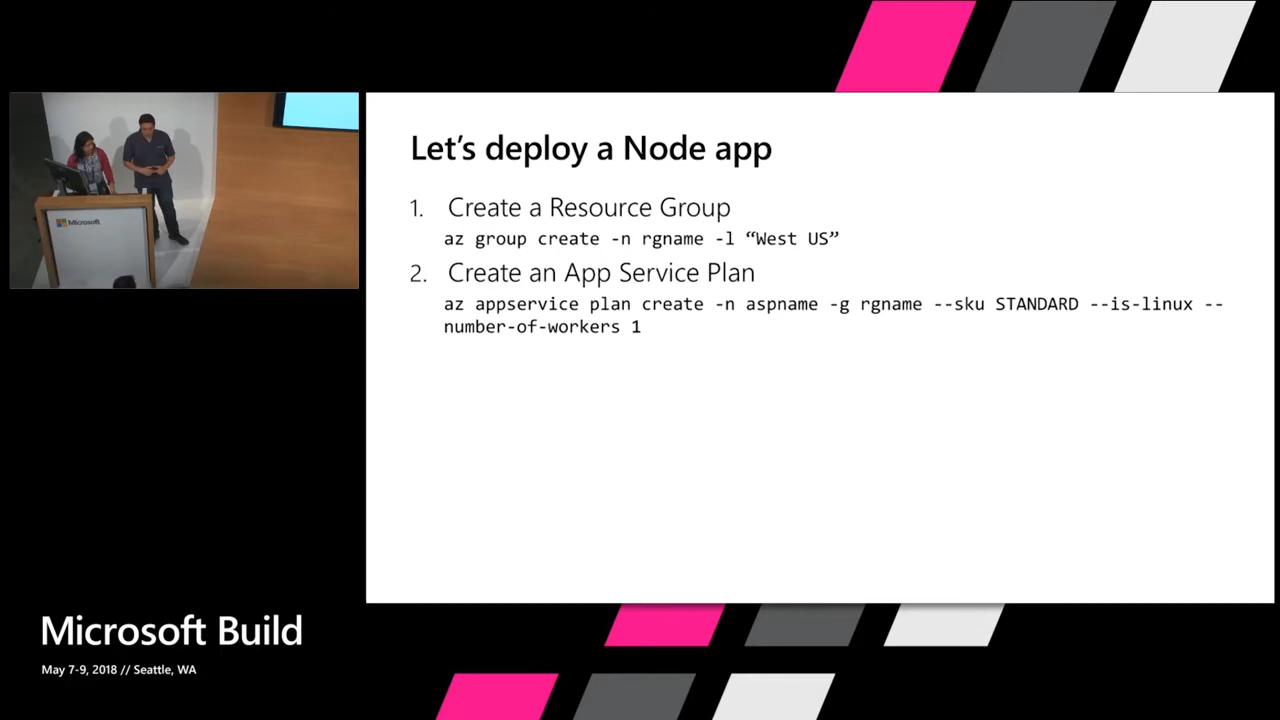 Microsoft
Let’s deploy a Node app
1. Create a Resource Group
az group create -n rgname -l “West US”
2. Create an App Service Plan
az appservice plan create -n aspname -g rgname --sku STANDARD --is-linux --
number-of-workers 1
Microsoft Build
May 7-9, 2018 // Seattle, WA